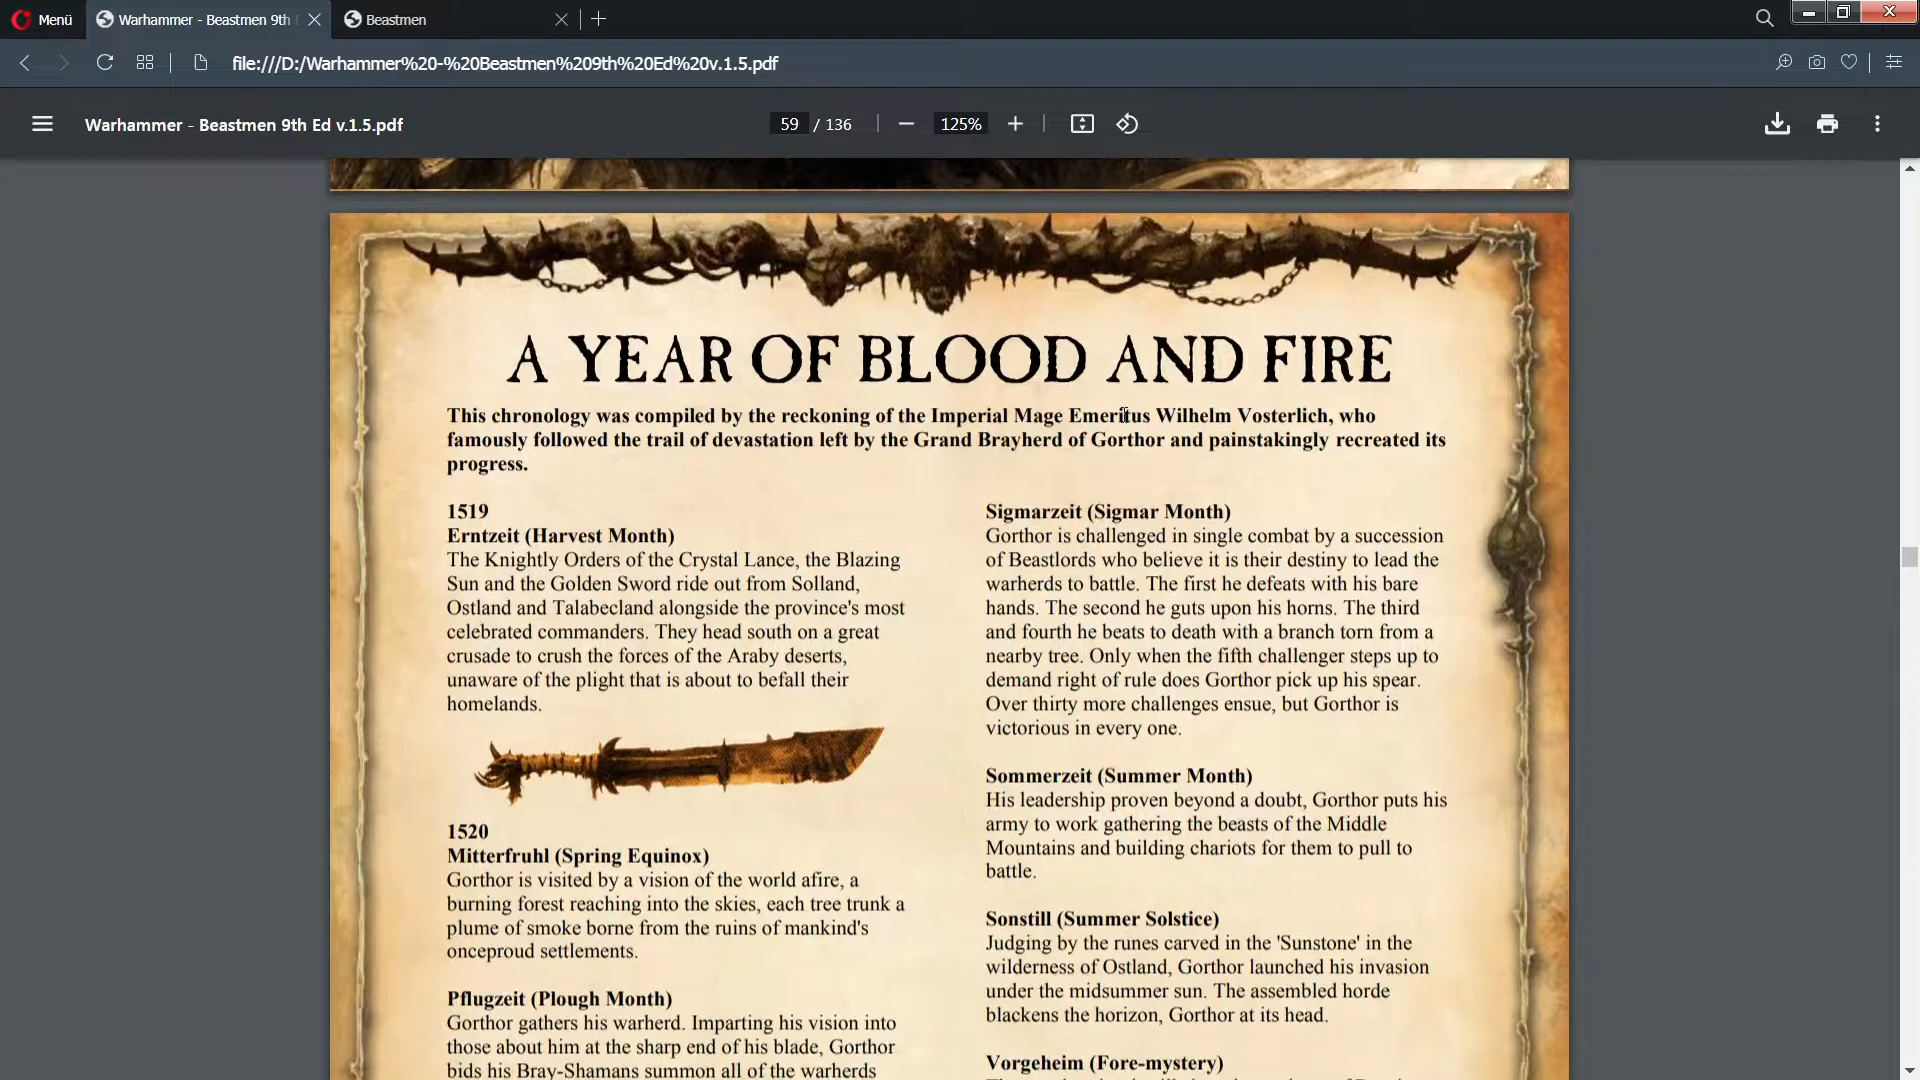 Menü
Warhammer - Beastmen 9th
Beastmen
file:///D:/Warhammer%20-%20Beastmen%209th%20Ed%20v.1.5.pdf
Warhammer - Beastmen 9th Ed v.1.5.pdf
59 / 136
125%
A YEAR OF BLOOD AND FIRE
This chronology was compiled by the reckoning of the Imperial Mage Emeritus Wilhelm Vosterlich, who
famously followed the trail of devastation left by the Grand Brayherd of Gorthor and painstakingly recreated its
progress.
1519
Erntzeit (Harvest Month)
The Knightly Orders of the Crystal Lance, the Blazing
Sun and the Golden Sword ride out from Solland,
Ostland and Talabecland alongside the province's most
celebrated commanders. They head south on a great
crusade to crush the forces of the Araby deserts,
unaware of the plight that is about to befall their
homelands.
1520
Mitterfruhl (Spring Equinox)
Gorthor is visited by a vision of the world afire, a
burning forest reaching into the skies, each tree trunk a
plume of smoke borne from the ruins of mankind's
onceproud settlements.
Pflugzeit (Plough Month)
Gorthor gathers his warherd. Imparting his vision into
those about him at the sharp end of his blade, Gorthor
bids his Bray-Shamans summon all of the warherds
Sigmarzeit (Sigmar Month)
Gorthor is challenged in single combat by a succession
of Beastlords who believe it is their destiny to lead the
warherds to battle. The first he defeats with his bare
hands. The second he guts upon his horns. The third
and fourth he beats to death with a branch torn from a
nearby tree. Only when the fifth challenger steps up to
demand right of rule does Gorthor pick up his spear.
Over thirty more challenges ensue, but Gorthor is
victorious in every one.
Sommerzeit (Summer Month)
His leadership proven beyond a doubt, Gorthor puts his
army to work gathering the beasts of the Middle
Mountains and building chariots for them to pull to
battle.
Sonstill (Summer Solstice)
Judging by the runes carved in the 'Sunstone' in the
wilderness of Ostland, Gorthor launched his invasion
under the midsummer sun. The assembled horde
blackens the horizon, Gorthor at its head.
Vorgeheim (Fore-mystery)